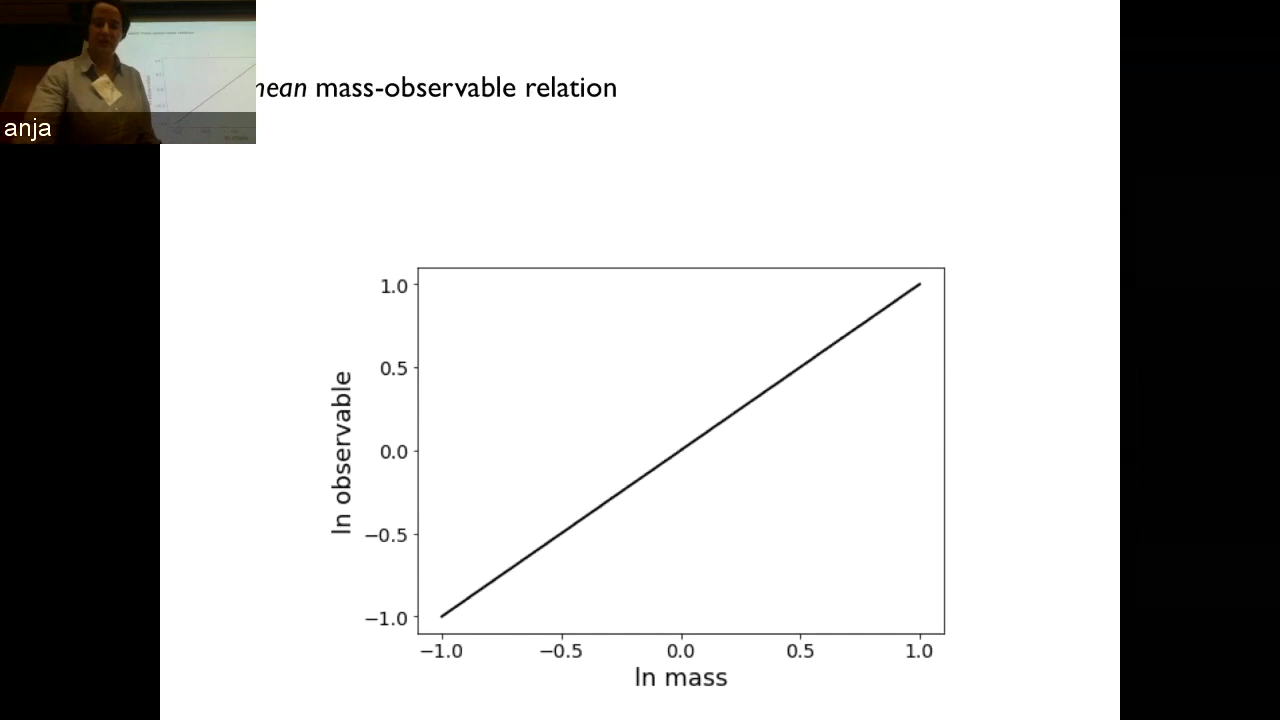 mean mass-observable relation
anja
1.0
0.5
0.0
−0.5
−1.0
ln observable
−1.0 −0.5 0.0 0.5 1.0
ln mass